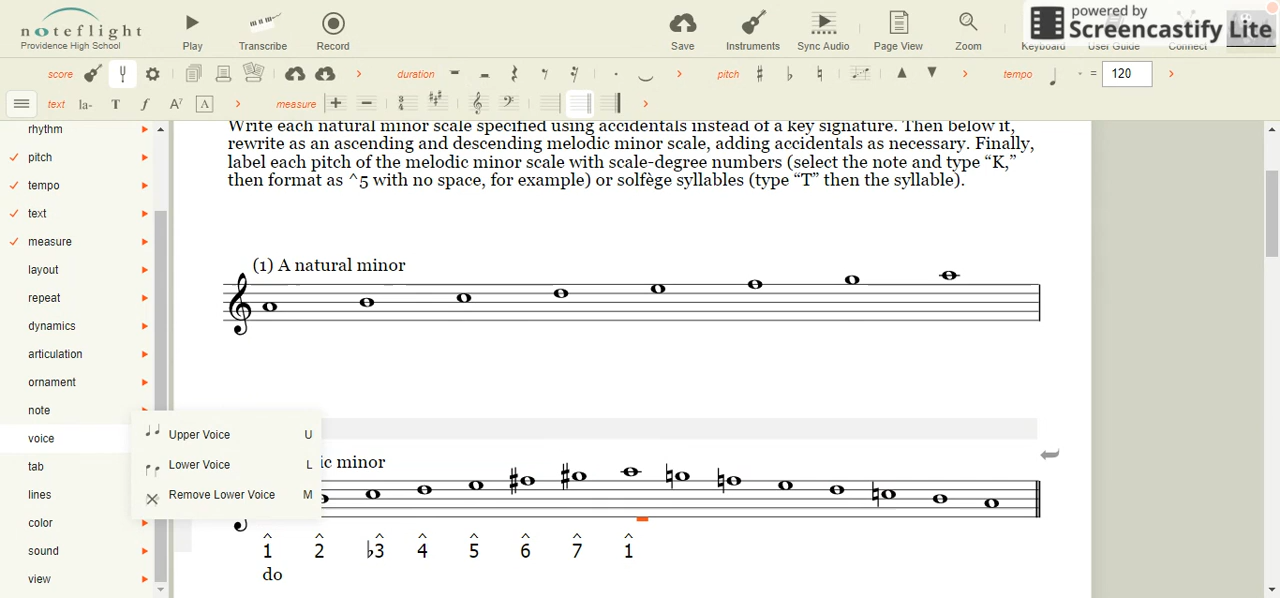 noteflight
Providence High School
Play
Transcribe
Record
Save
Instruments
Sync Audio
Page View
Zoom
Keyboard
User Guide
Connect
powered by
Screencastify Lite
score
duration
pitch
tempo
= 120
text
la-
T
f
A7
A
measure
rhythm
pitch
tempo
text
measure
layout
repeat
dynamics
articulation
ornament
note
voice
tab
lines
color
sound
view
Upper Voice U
Lower Voice L
Remove Lower Voice M
Write each natural minor scale specified using accidentals instead of a key signature. Then below it,
rewrite as an ascending and descending melodic minor scale, adding accidentals as necessary. Finally,
label each pitch of the melodic minor scale with scale-degree numbers (select the note and type “K,”
then format as ^5 with no space, for example) or solfège syllables (type “T” then the syllable).
(1) A natural minor
ic minor
^ ^ ^ ^ ^ ^ ^ ^
1 2 ♭3 4 5 6 7 1
do